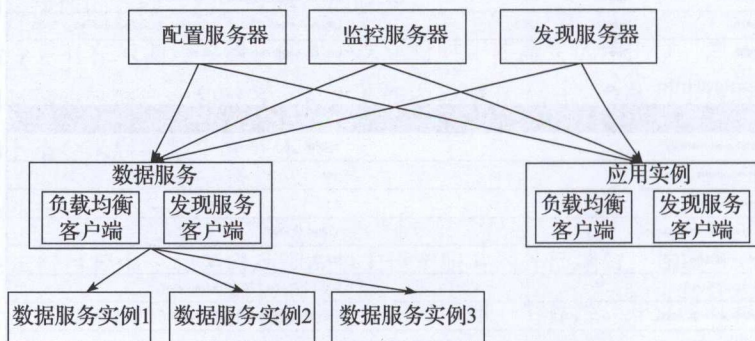 配置服务器 监控服务器 发现服务器
数据服务 应用实例
负载均衡 发现服务 负载均衡 发现服务
客户端 客户端 客户端 客户端
数据服务实例1 数据服务实例2 数据服务实例3